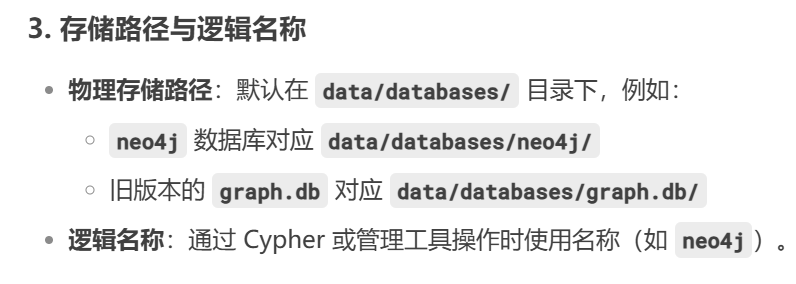 3. 存储路径与逻辑名称
物理存储路径：默认在 data/databases/ 目录下，例如：
neo4j 数据库对应 data/databases/neo4j/
旧版本的 graph.db 对应 data/databases/graph.db/
逻辑名称：通过 Cypher 或管理工具操作时使用名称（如 neo4j）。